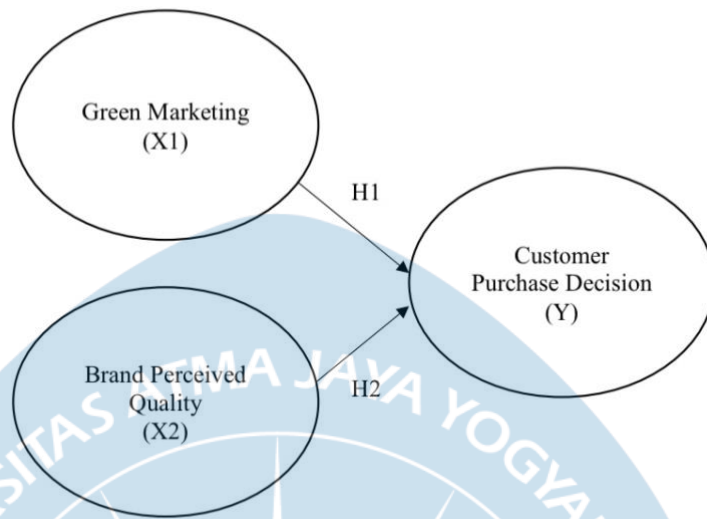 Green Marketing
(X1)
H1
Customer
Purchase Decision
(Y)
Brand Perceived
Quality
(X2)
H2
SITAS ATMA JAYA YOGYA